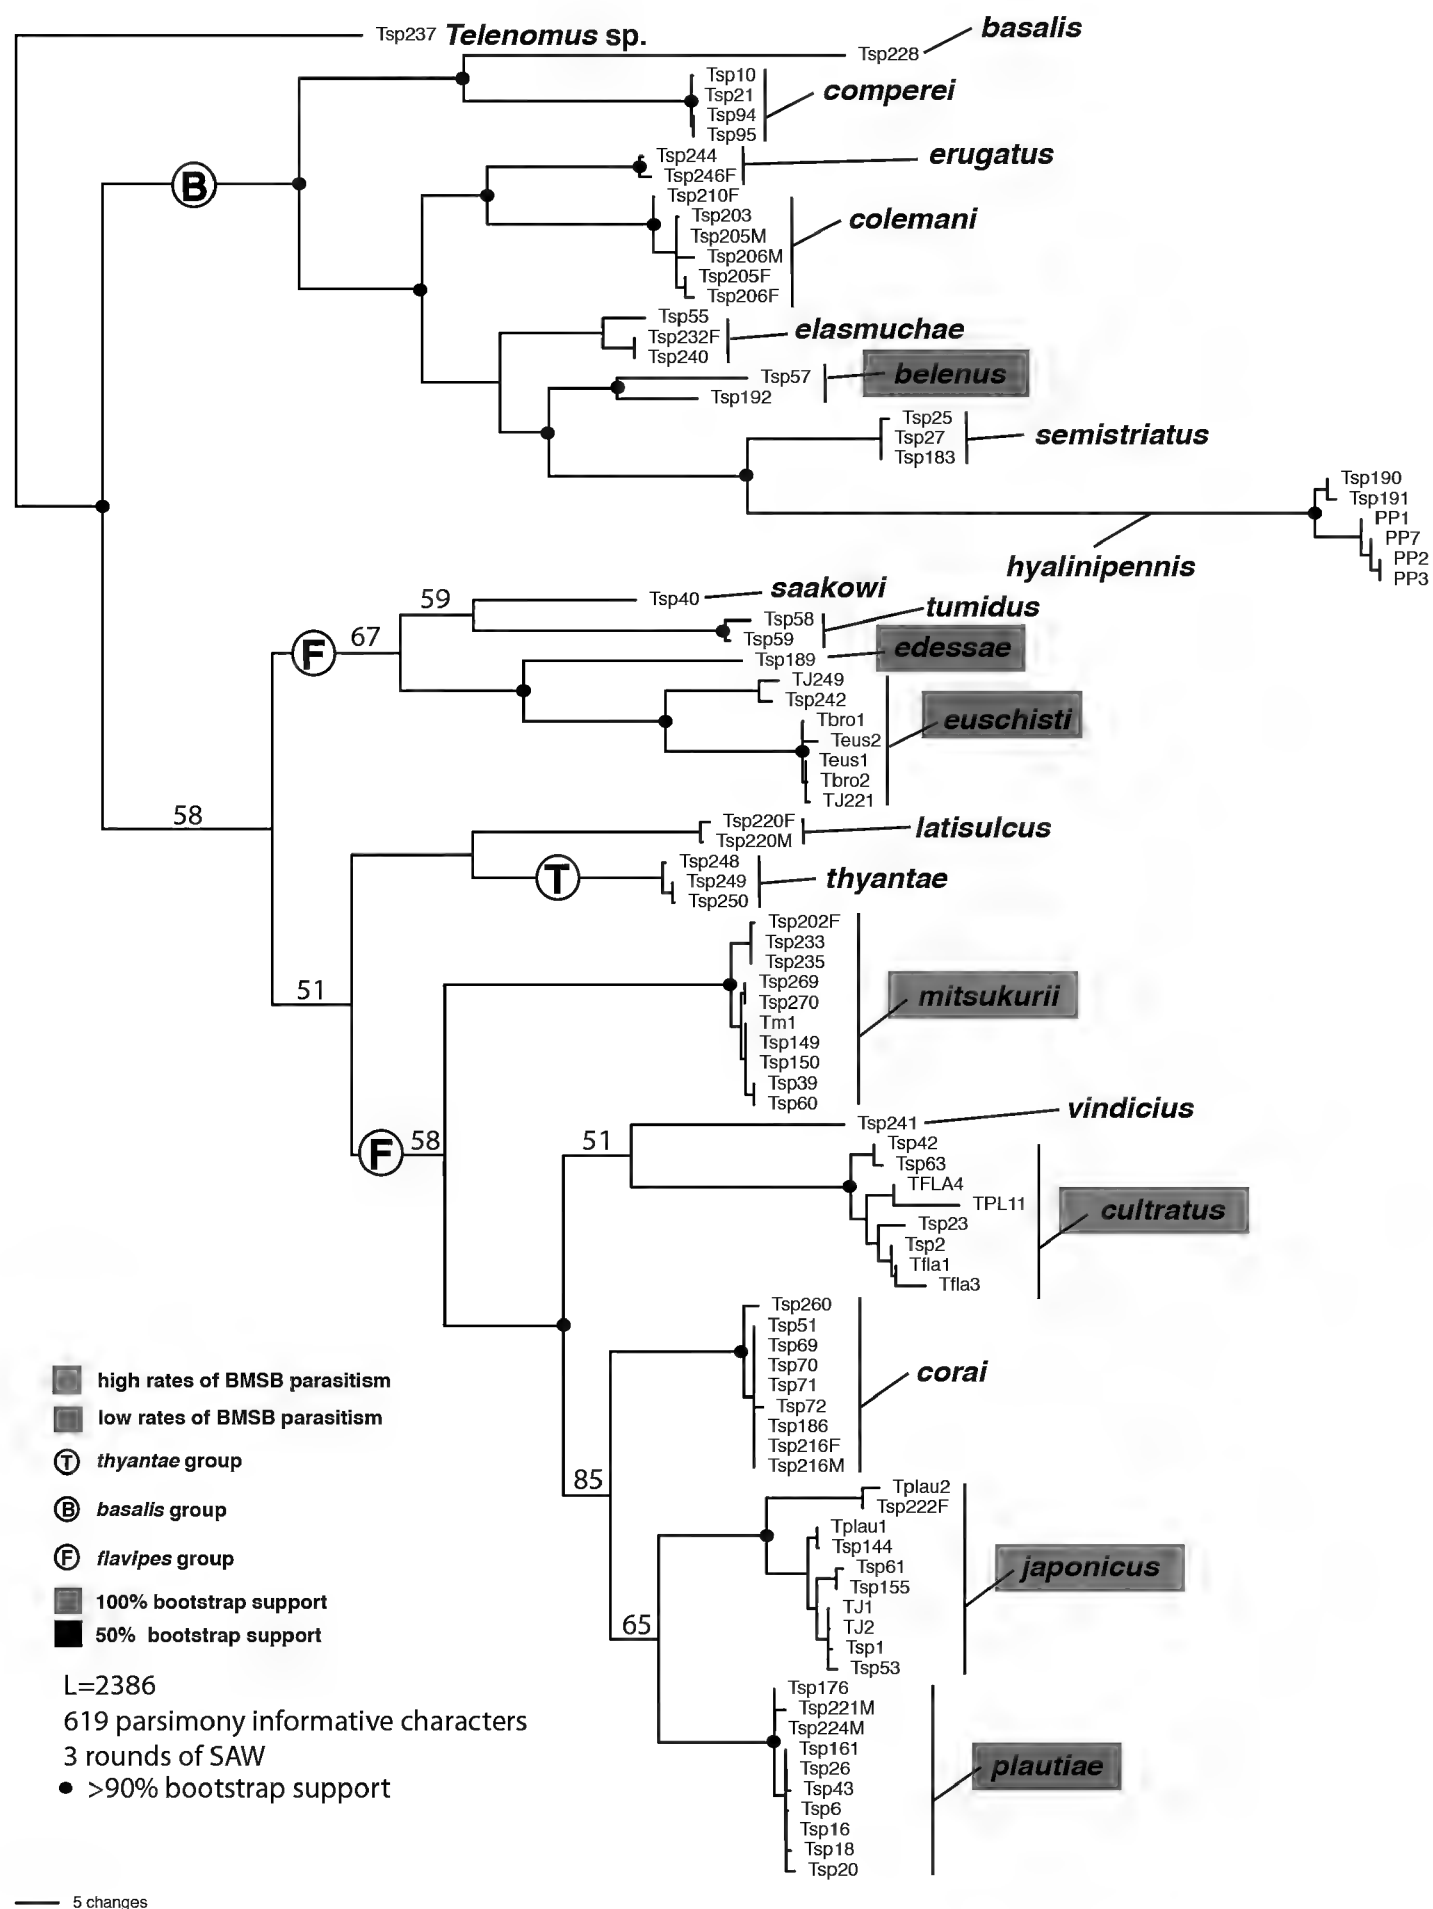 Tsp237 Telenomus sp.
basalis
Tsp228
Tsp10
Tsp21
Tsp94
Tsp95
comperei
Tsp244
Tsp246F
erugatus
Tsp210F
Tsp203
Tsp205M
Tsp206M
Tsp205F
Tsp206F
colemani
B
Tsp55
Tsp232F
Tsp240
elasmuchae
Tsp57
Tsp192
belenus
Tsp25
Tsp27
Tsp183
semistriatus
Tsp190
Tsp191
PP1
PP7
PP2
PP3
hyalinipennis
59
Tsp40
saakowi
F 67
Tsp58
Tsp59
tumidus
Tsp189
edessae
TJ249
Tsp242
Tbro1
Teus2
Teus1
Tbro2
TJ221
euschisti
58
Tsp220F
Tsp220M
latisulcus
T
Tsp248
Tsp249
Tsp250
thyantae
51
Tsp202F
Tsp233
Tsp235
Tsp269
Tsp270
Tm1
Tsp149
Tsp150
Tsp39
Tsp60
mitsukurii
F 58
51
Tsp241
vindicius
Tsp42
Tsp63
TFLA4
TPL11
Tsp23
Tsp2
Tfla1
Tfla3
cultratus
Tsp260
Tsp51
Tsp69
Tsp70
Tsp71
Tsp72
Tsp186
Tsp216F
Tsp216M
corai
85
Tplau2
Tsp222F
Tplau1
Tsp144
Tsp61
Tsp155
TJ1
TJ2
Tsp1
Tsp53
japonicus
65
Tsp176
Tsp221M
Tsp224M
Tsp161
Tsp26
Tsp43
Tsp6
Tsp16
Tsp18
Tsp20
plautiae
high rates of BMSB parasitism
low rates of BMSB parasitism
T thyantae group
B basalis group
F flavipes group
100% bootstrap support
50% bootstrap support
L=2386
619 parsimony informative characters
3 rounds of SAW
>90% bootstrap support
5 changes